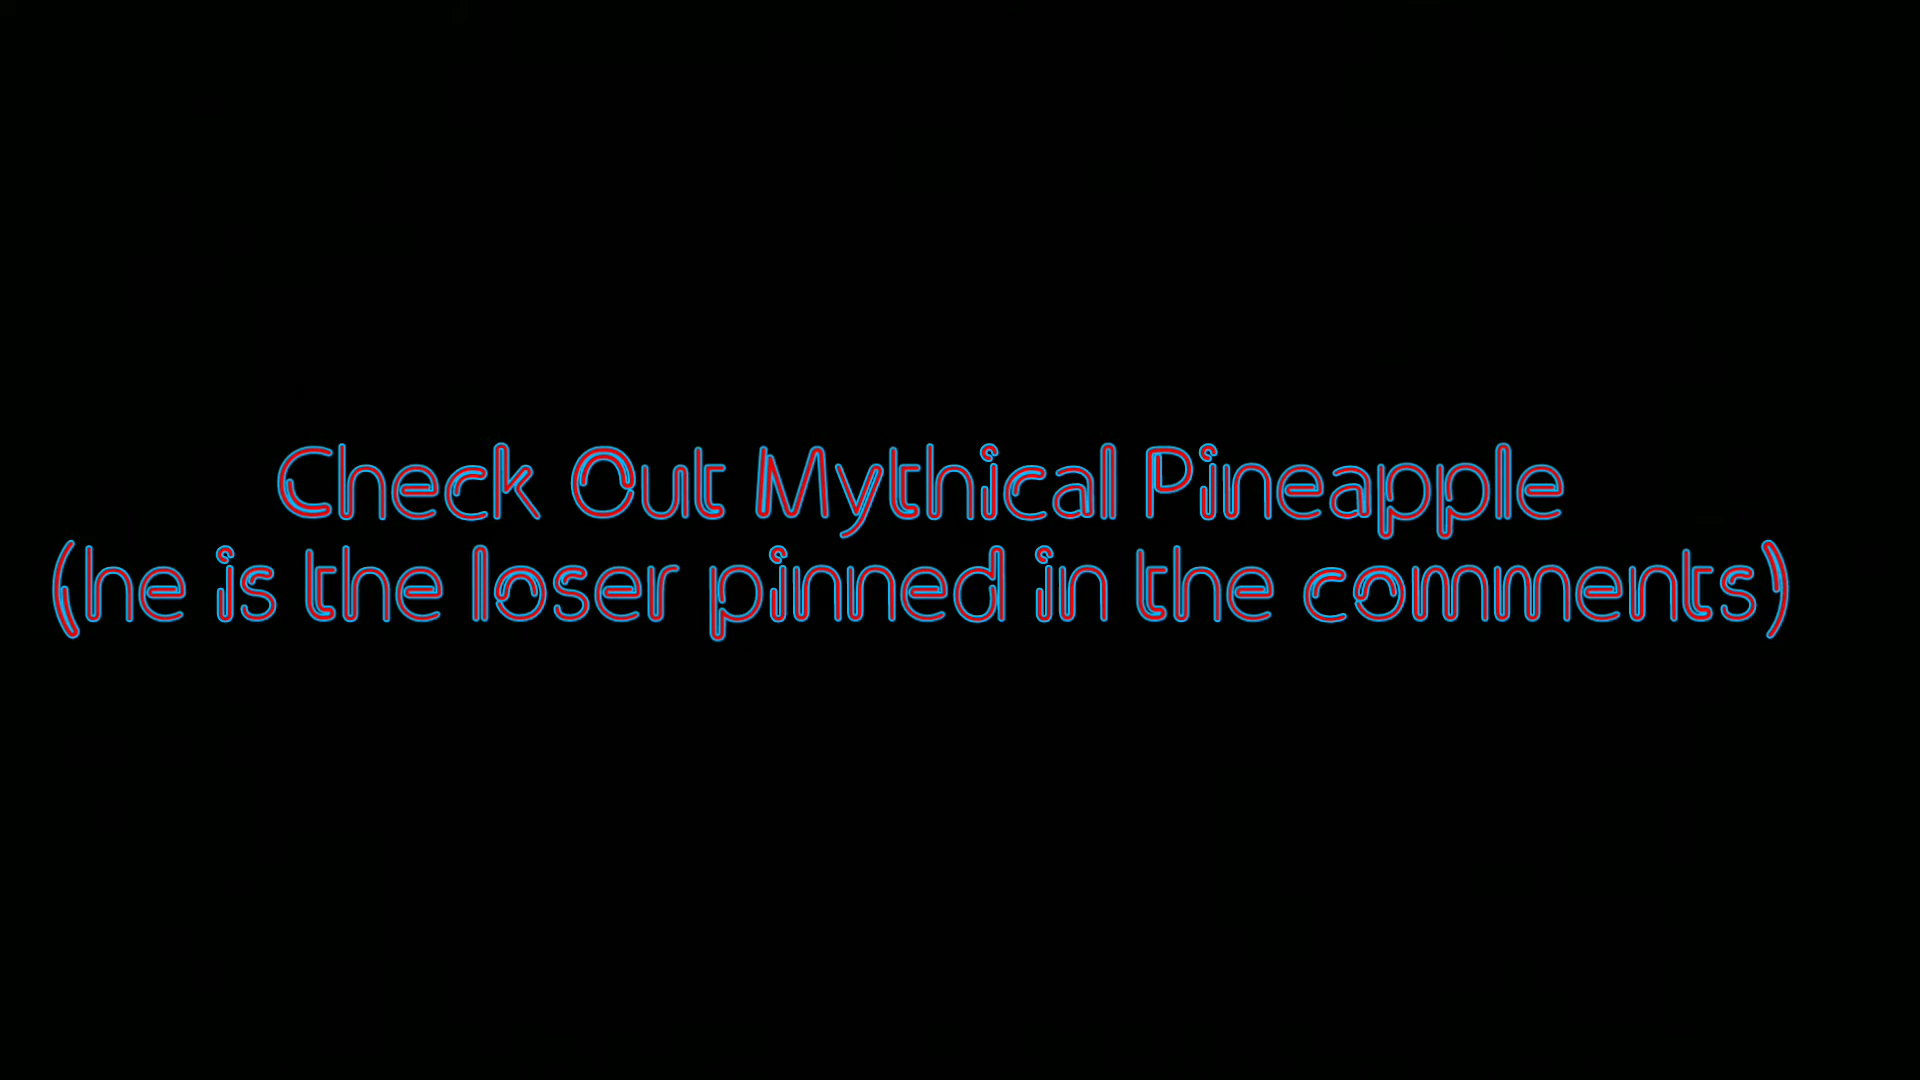 Check Out Mythical Pineapple
(he is the loser pinned in the comments)